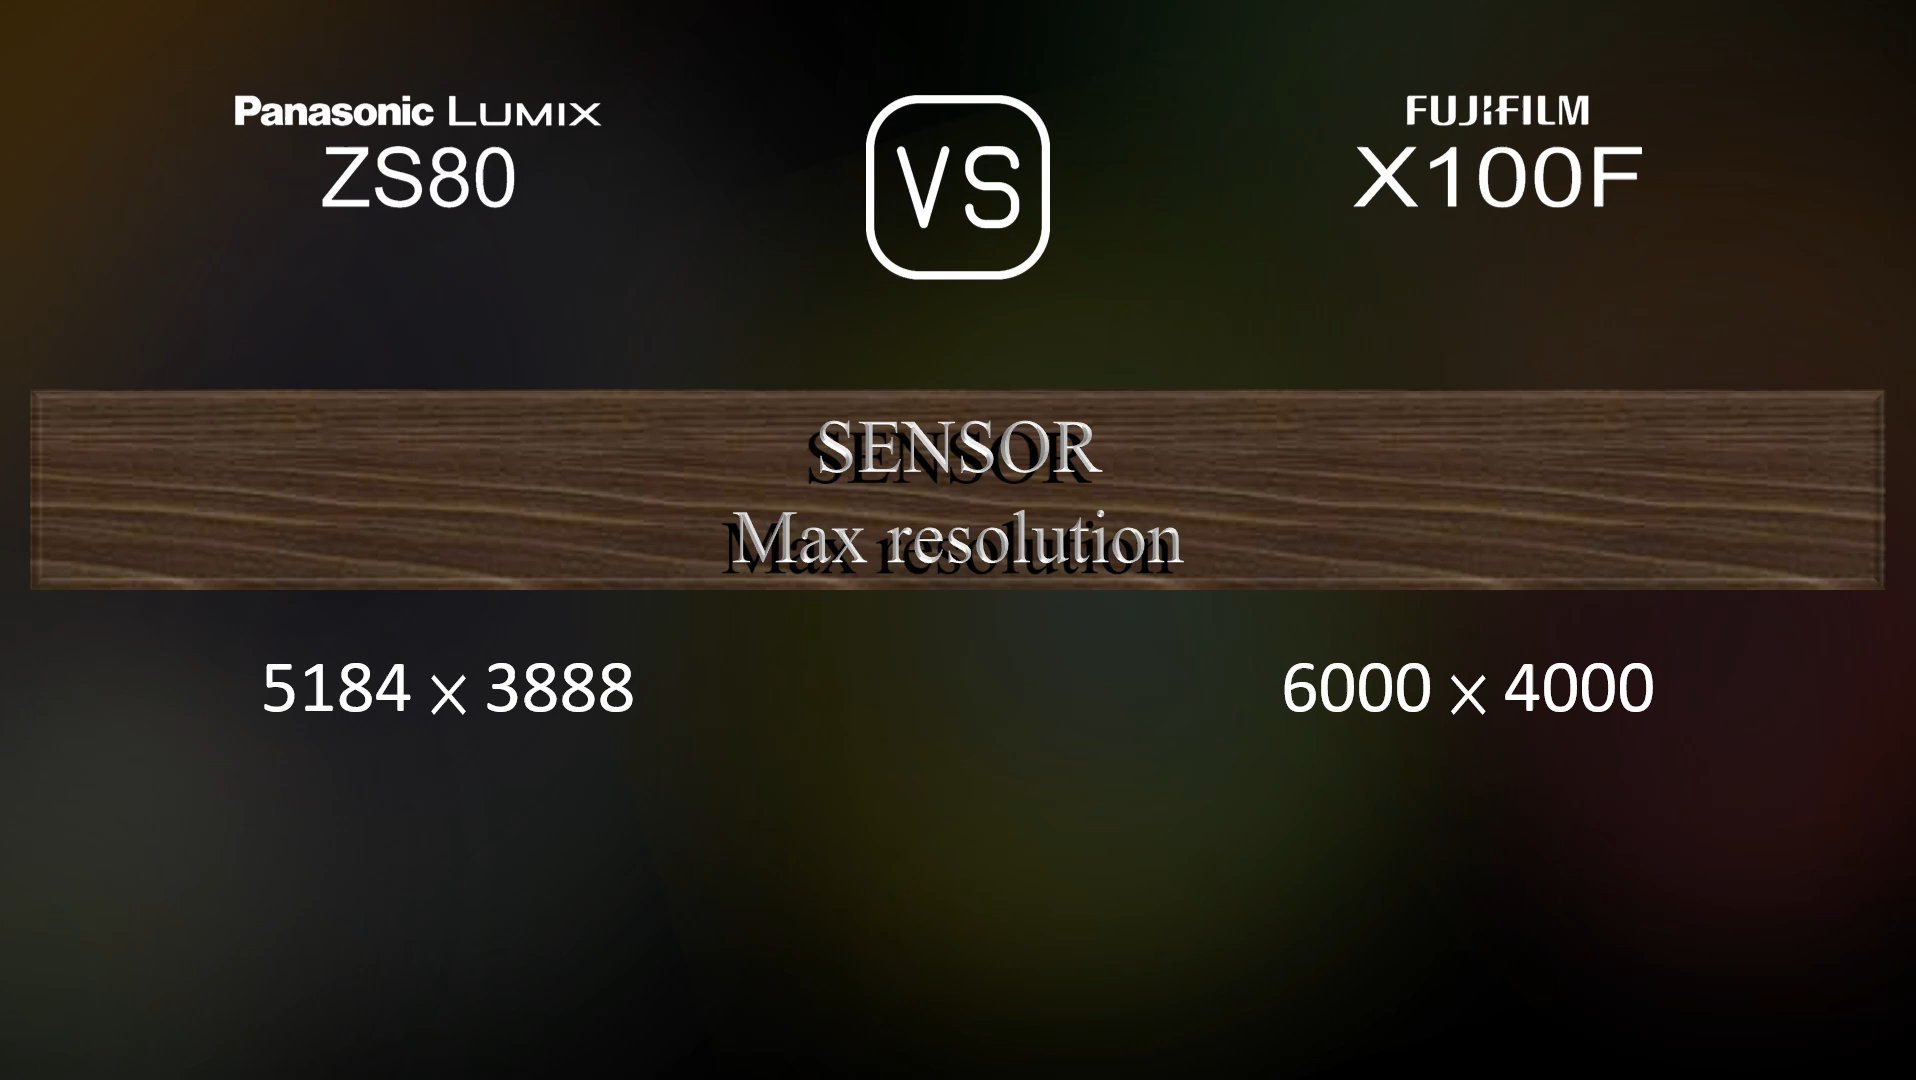 Panasonic LUMIX
ZS80
VS
FUJIFILM
X100F
SENSOR
Max resolution
5184 x 3888
6000 x 4000